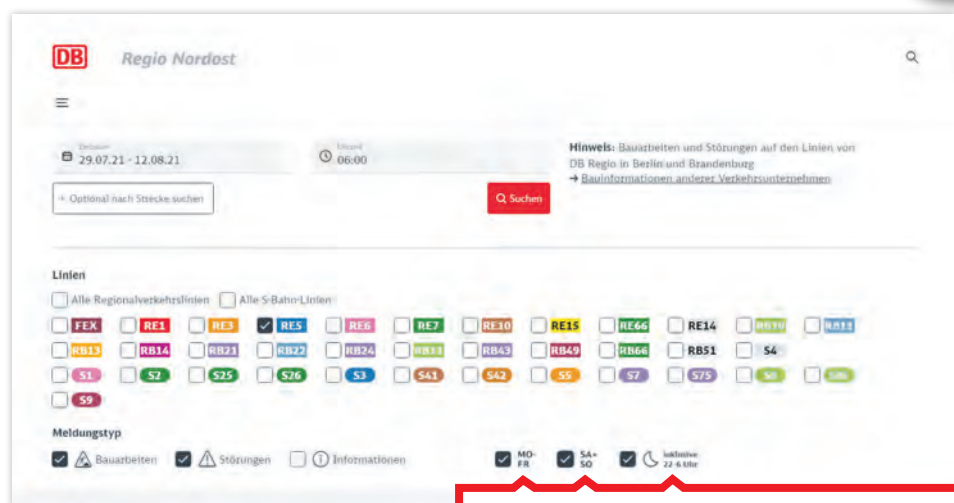 DB Regio Nordost
Datum
29.07.21 - 12.08.21
Uhrzeit
06:00
Hinweis: Bauarbeiten und Störungen auf den Linien von
DB Regio in Berlin und Brandenburg
→ Bauinformationen anderer Verkehrsunternehmen
+ Optional nach Strecke suchen
Suchen
Linien
Alle Regionalverkehrslinien Alle S-Bahn-Linien
FEX RE1 RE3 RE5 RE6 RE7 RE10 RE15 RE66 RE14 RB10
RB13 RB14 RB21 RB22 RB24 RB43 RB49 RB66 RB51 S4
S1 S2 S25 S26 S3 S41 S42 S5 S7 S75 S8
S9
Meldungstyp
Bauarbeiten Störungen Informationen
MO-
FR
SA+
SO
inklusive
22-6 Uhr